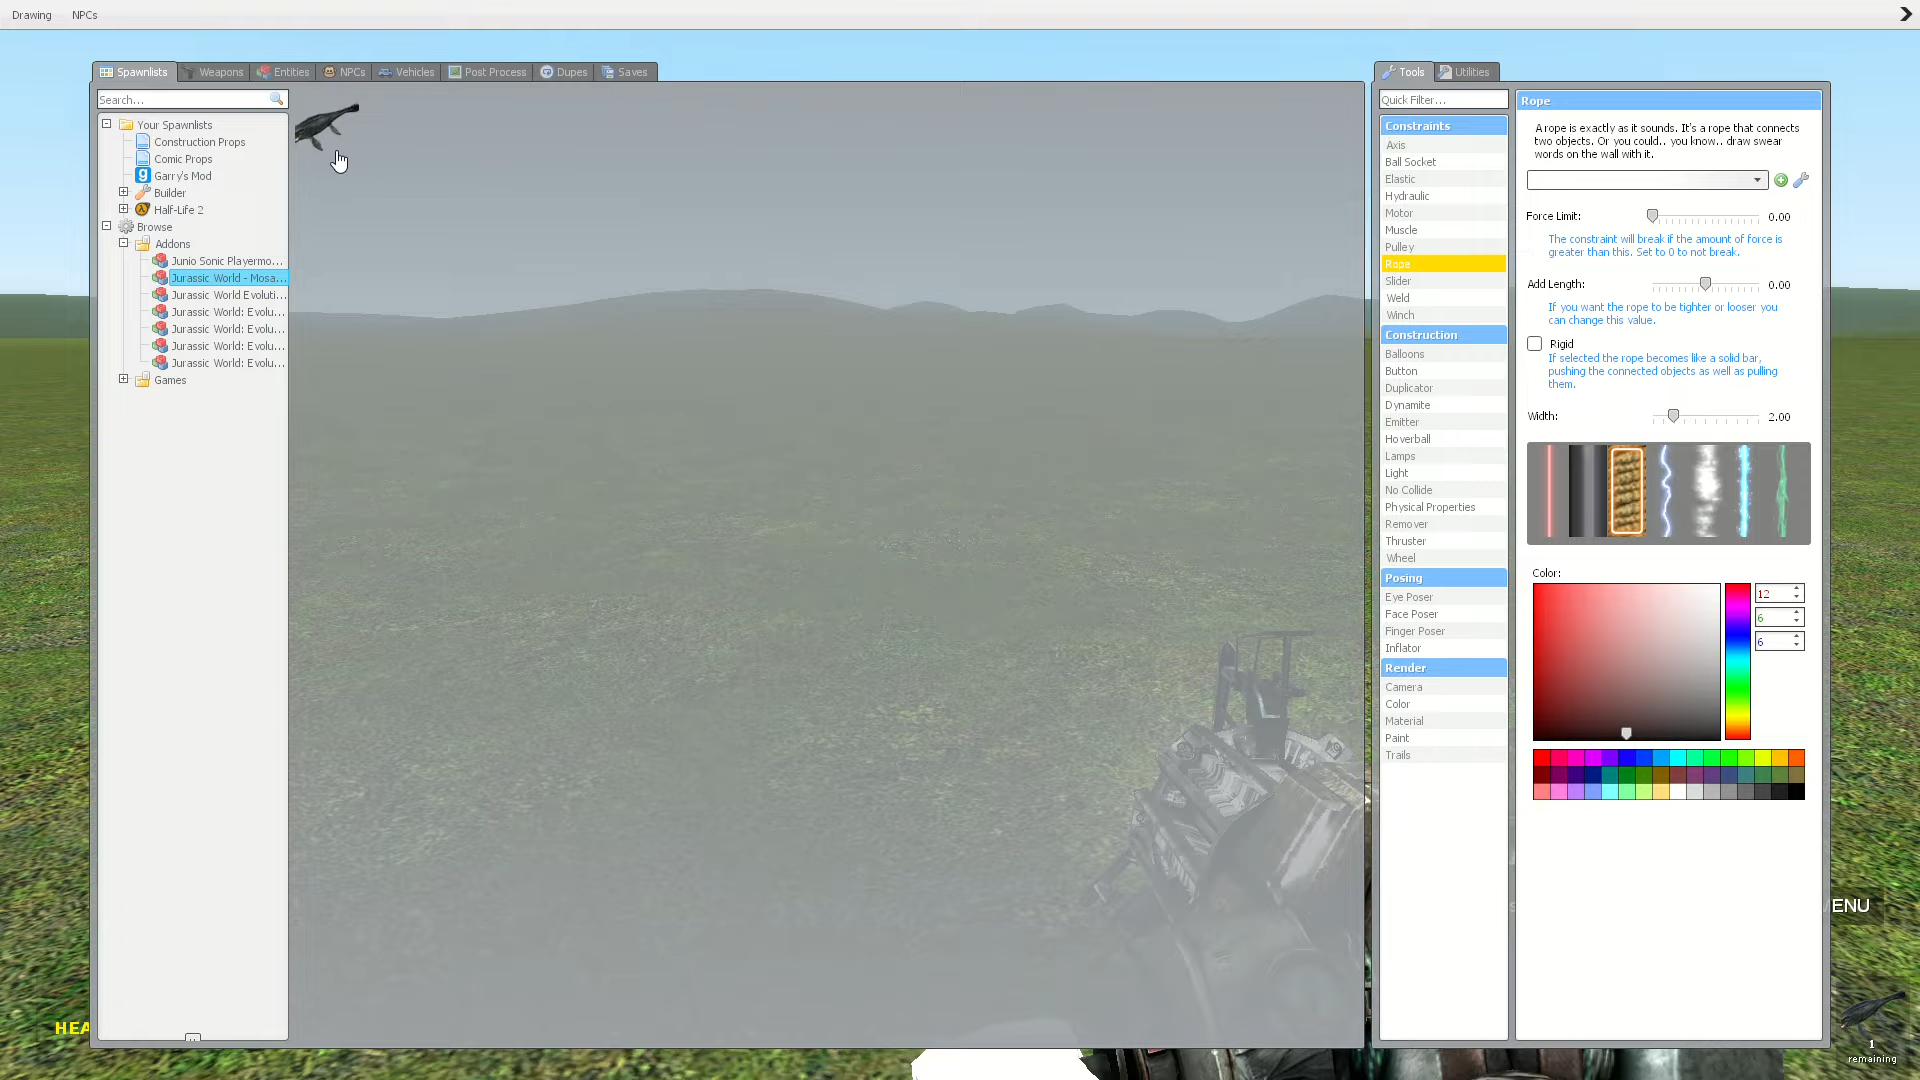 Drawing NPCs
Spawnlists Weapons Entities NPCs Vehicles Post Process Dupes Saves
Search...
Your Spawnlists
Construction Props
Comic Props
Garry's Mod
Builder
Half-Life 2
Browse
Addons
Junio Sonic Playermo...
Jurassic World - Mosa...
Jurassic World Evoluti...
Jurassic World: Evolu...
Jurassic World: Evolu...
Jurassic World: Evolu...
Jurassic World: Evolu...
Games
Tools Utilities
Quick Filter...
Constraints
Axis
Ball Socket
Elastic
Hydraulic
Motor
Muscle
Pulley
Rope
Slider
Weld
Winch
Construction
Balloons
Button
Duplicator
Dynamite
Emitter
Hoverball
Lamps
Light
No Collide
Physical Properties
Remover
Thruster
Wheel
Posing
Eye Poser
Face Poser
Finger Poser
Inflator
Render
Camera
Color
Material
Paint
Trails
Rope
A rope is exactly as it sounds. It's a rope that connects
two objects. Or you could.. you know.. draw swear
words on the wall with it.
Force Limit: 0.00
The constraint will break if the amount of force is
greater than this. Set to 0 to not break.
Add Length: 0.00
If you want the rope to be tighter or looser you
can change this value.
Rigid
If selected the rope becomes like a solid bar,
pushing the connected objects as well as pulling
them.
Width: 2.00
Color:
12
6
6
ENU
HEA
1
remaining